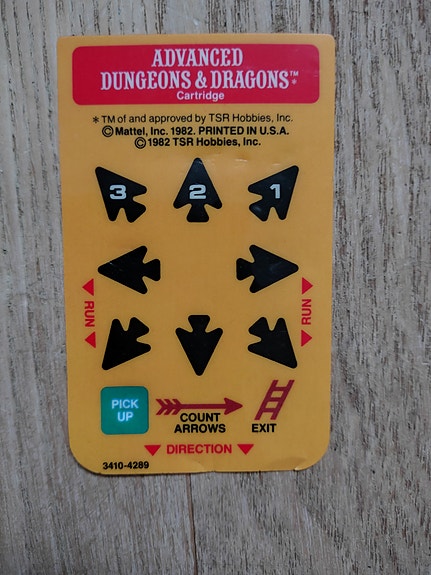 ADVANCED
DUNGEONS & DRAGONS™*
Cartridge
* TM of and approved by TSR Hobbies, Inc.
©Mattel, Inc. 1982. PRINTED IN U.S.A.
©1982 TSR Hobbies, Inc.
3 2 1
RUN RUN
PICK
UP
COUNT
ARROWS
EXIT
DIRECTION
3410-4289